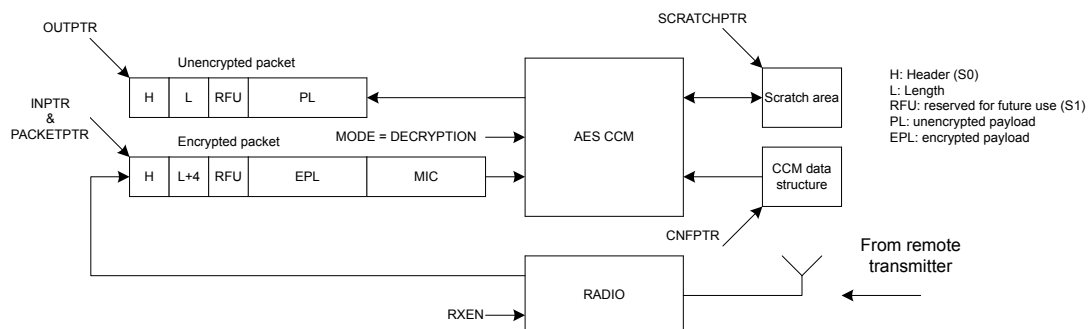 SCRATCHPTR
OUTPTR
Unencrypted packet
H L RFU PL
INPTR
&
PACKETPTR
Encrypted packet
H L+4 RFU EPL MIC
MODE = DECRYPTION
AES CCM
Scratch area
CCM data
structure
CNFPTR
H: Header (S0)
L: Length
RFU: reserved for future use (S1)
PL: unencrypted payload
EPL: encrypted payload
From remote
transmitter
RADIO
RXEN